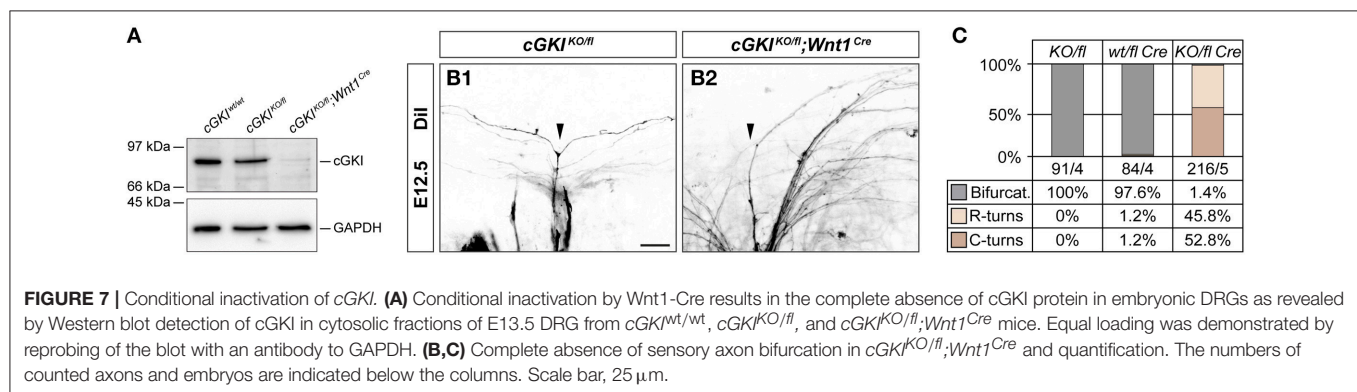 A
cGKI^wt/wt
cGKI^KO/fl
cGKI^KO/fl;Wnt1^Cre
97 kDa
66 kDa
45 kDa
cGKI
GAPDH
cGKI^KO/fl
cGKI^KO/fl;Wnt1^Cre
E12.5 DiI
B1
B2
C
KO/fl wt/fl Cre KO/fl Cre
100%
50%
0%
91/4 84/4 216/5
Bifurcat. 100% 97.6% 1.4%
R-turns 0% 1.2% 45.8%
C-turns 0% 1.2% 52.8%
FIGURE 7 | Conditional inactivation of cGKI. (A) Conditional inactivation by Wnt1-Cre results in the complete absence of cGKI protein in embryonic DRGs as revealed
by Western blot detection of cGKI in cytosolic fractions of E13.5 DRG from cGKI^wt/wt, cGKI^KO/fl, and cGKI^KO/fl;Wnt1^Cre mice. Equal loading was demonstrated by
reprobing of the blot with an antibody to GAPDH. (B,C) Complete absence of sensory axon bifurcation in cGKI^KO/fl;Wnt1^Cre and quantification. The numbers of
counted axons and embryos are indicated below the columns. Scale bar, 25 μm.